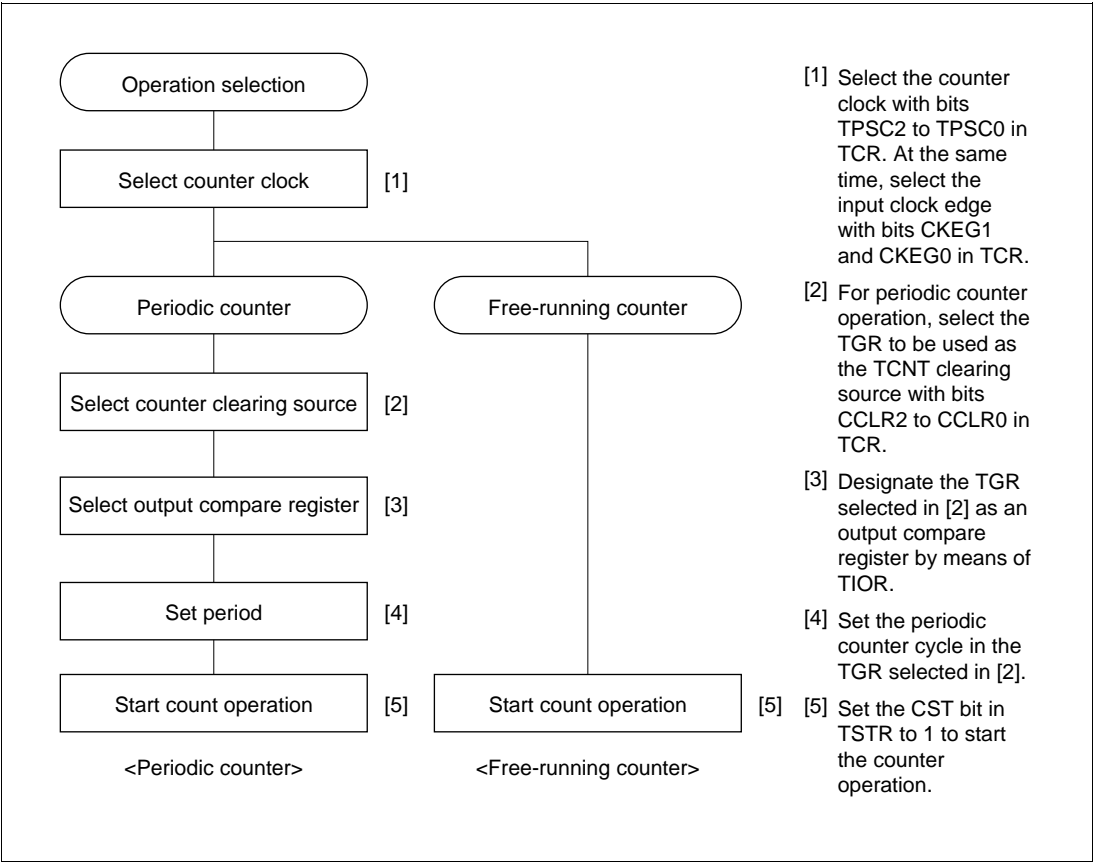 Operation selection
Select counter clock
[1]
Periodic counter
Free-running counter
Select counter clearing source
[2]
Select output compare register
[3]
Set period
[4]
Start count operation
[5]
Start count operation
[5]
<Periodic counter>
<Free-running counter>
[1] Select the counter
clock with bits
TPSC2 to TPSC0 in
TCR. At the same
time, select the
input clock edge
with bits CKEG1
and CKEG0 in TCR.
[2] For periodic counter
operation, select the
TGR to be used as
the TCNT clearing
source with bits
CCLR2 to CCLR0 in
TCR.
[3] Designate the TGR
selected in [2] as an
output compare
register by means of
TIOR.
[4] Set the periodic
counter cycle in the
TGR selected in [2].
[5] Set the CST bit in
TSTR to 1 to start
the counter
operation.